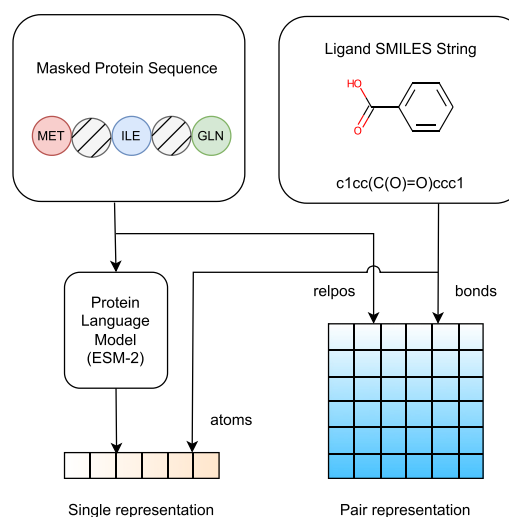 Masked Protein Sequence
MET
ILE
GLN
Ligand SMILES String
HO
O
c1cc(C(O)=O)ccc1
relpos
bonds
Protein
Language
Model
(ESM-2)
atoms
Single representation
Pair representation